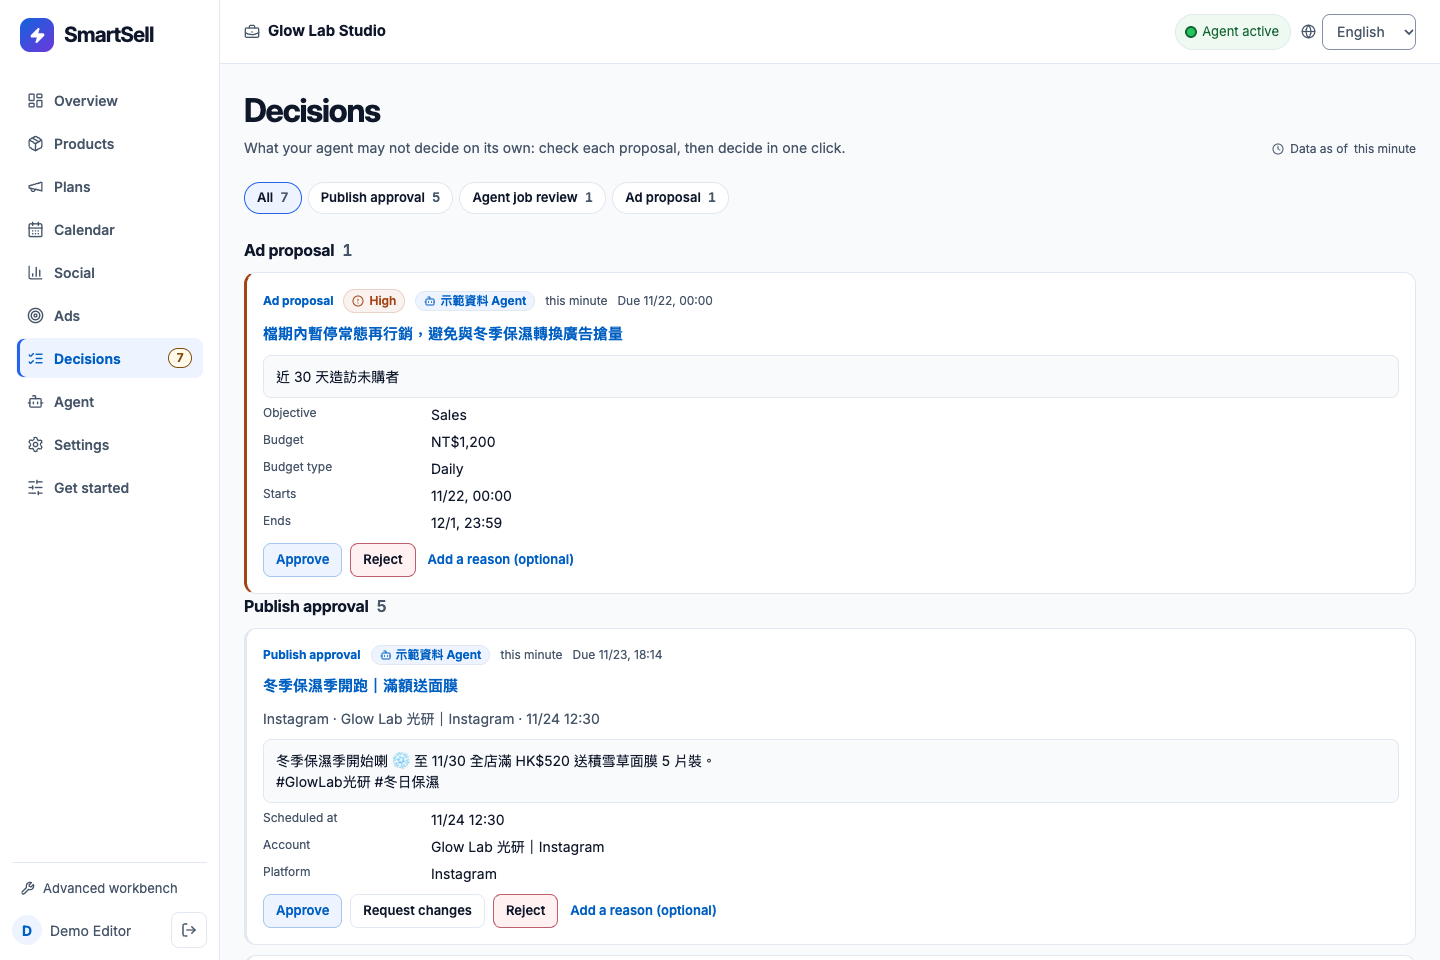 SmartSell
Glow Lab Studio
Agent active
English
Overview
Products
Plans
Calendar
Social
Ads
Decisions 7
Agent
Settings
Get started
Advanced workbench
D Demo Editor
Decisions
What your agent may not decide on its own: check each proposal, then decide in one click.
Data as of this minute
All 7 Publish approval 5 Agent job review 1 Ad proposal 1
Ad proposal 1
Ad proposal High 示範資料 Agent this minute Due 11/22, 00:00
檔期內暫停常態再行銷，避免與冬季保濕轉換廣告搶量
近 30 天造訪未購者
Objective Sales
Budget NT$1,200
Budget type Daily
Starts 11/22, 00:00
Ends 12/1, 23:59
Approve Reject Add a reason (optional)
Publish approval 5
Publish approval 示範資料 Agent this minute Due 11/23, 18:14
冬季保濕季開跑｜滿額送面膜
Instagram · Glow Lab 光研｜Instagram · 11/24 12:30
冬季保濕季開始喇 ❄️ 至 11/30 全店滿 HK$520 送積雪草面膜 5 片裝。
#GlowLab光研 #冬日保濕
Scheduled at 11/24 12:30
Account Glow Lab 光研｜Instagram
Platform Instagram
Approve Request changes Reject Add a reason (optional)